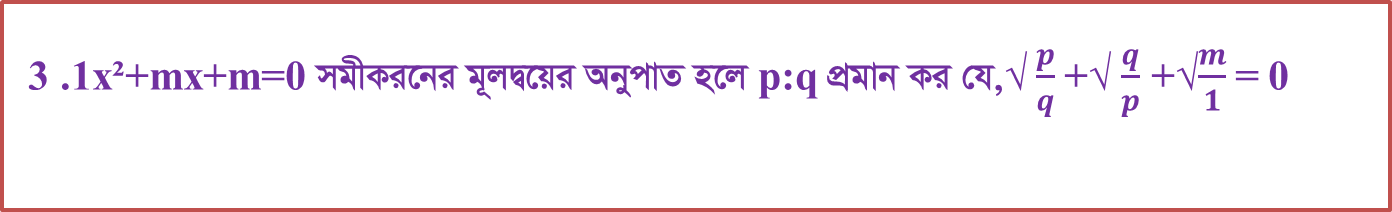 3 .1x²+mx+m=0 সমীকরনের মূলদ্বয়ের অনুপাত হলে p:q প্রমান কর যে,√p/q +√q/p +√m/1 = 0